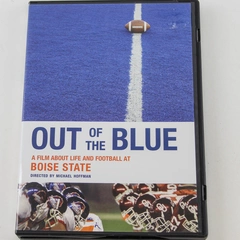 OUT OF THE BLUE
A FILM ABOUT LIFE AND FOOTBALL AT
BOISE STATE
DIRECTED BY MICHAEL HOFFMAN